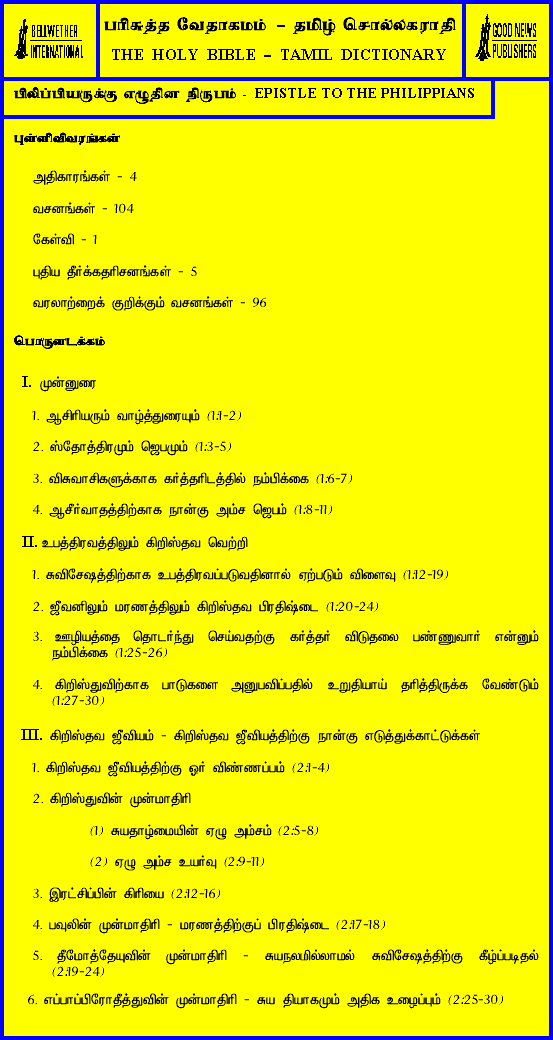 BELLWETHER
INTERNATIONAL
பரிசுத்த வேதாகமம் – தமிழ் சொல்லகராதி
THE HOLY BIBLE – TAMIL DICTIONARY
GOOD NEWS
PUBLISHERS
பிலிப்பியருக்கு எழுதின நிருபம் - EPISTLE TO THE PHILIPPIANS
புள்ளிவிவரங்கள்
அதிகாரங்கள் - 4
வசனங்கள் - 104
கேள்வி - 1
புதிய தீர்க்கதரிசனங்கள் - 5
வரலாற்றைக் குறிக்கும் வசனங்கள் - 96
பொருளடக்கம்
I. முன்னுரை
1. ஆசிரியரும் வாழ்த்துரையும் (1:1-2)
2. ஸ்தோத்திரமும் ஜெபமும் (1:3-5)
3. விசுவாசிகளுக்காக கர்த்தரிடத்தில் நம்பிக்கை (1:6-7)
4. ஆசீர்வாதத்திற்காக நான்கு அம்ச ஜெபம் (1:8-11)
II. உபத்திரவத்திலும் கிறிஸ்தவ வெற்றி
1. சுவிசேஷத்திற்காக உபத்திரவப்படுவதினால் ஏற்படும் விளைவு (1:12-19)
2. ஜீவனிலும் மரணத்திலும் கிறிஸ்தவ பிரதிஷ்டை (1:20-24)
3. ஊழியத்தை தொடர்ந்து செய்வதற்கு கர்த்தர் விடுதலை பண்ணுவார் என்னும்
நம்பிக்கை (1:25-26)
4. கிறிஸ்துவிற்காக பாடுகளை அனுபவிப்பதில் உறுதியாய் தரித்திருக்க வேண்டும்
(1:27-30)
III. கிறிஸ்தவ ஜீவியம் - கிறிஸ்தவ ஜீவியத்திற்கு நான்கு எடுத்துக்காட்டுக்கள்
1. கிறிஸ்தவ ஜீவியத்திற்கு ஓர் விண்ணப்பம் (2:1-4)
2. கிறிஸ்துவின் முன்மாதிரி
(1) சுயதாழ்மையின் ஏழு அம்சம் (2:5-8)
(2) ஏழு அம்ச உயர்வு (2:9-11)
3. இரட்சிப்பின் கிரியை (2:12-16)
4. பவுலின் முன்மாதிரி - மரணத்திற்குப் பிரதிஷ்டை (2:17-18)
5. தீமோத்தேயுவின் முன்மாதிரி - சுயநலமில்லாமல் சுவிசேஷத்திற்கு கீழ்ப்படிதல்
(2:19-24)
6. எப்பாப்பிரோதீத்துவின் முன்மாதிரி - சுய தியாகமும் அதிக உழைப்பும் (2:25-30)